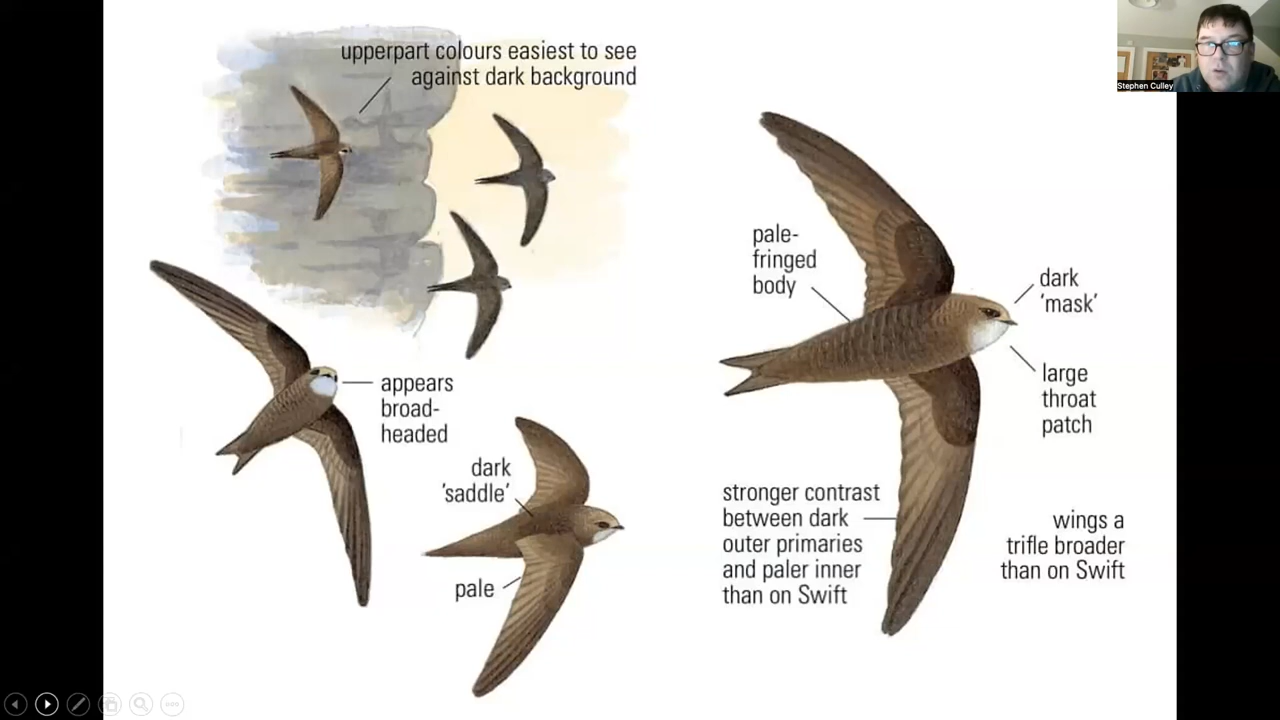 upperpart colours easiest to see
against dark background
Stephen Culley
pale-
fringed
body
dark
'mask'
large
throat
patch
appears
broad-
headed
dark
'saddle'
pale
stronger contrast
between dark
outer primaries
and paler inner
than on Swift
wings a
trifle broader
than on Swift